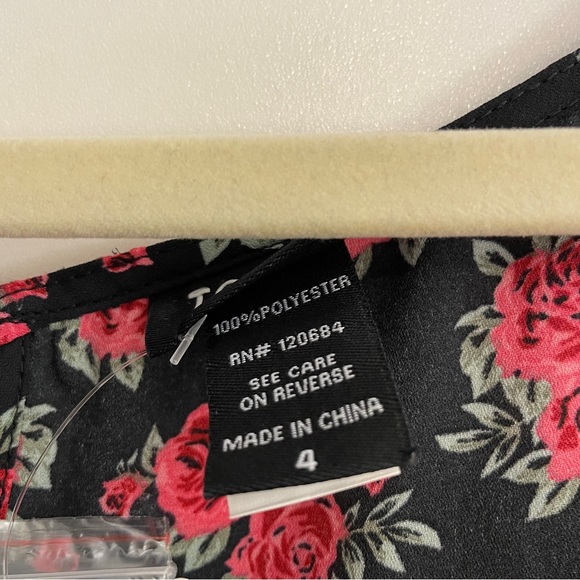 100%POLYESTER
RN# 120684
SEE CARE
ON REVERSE
MADE IN CHINA
4